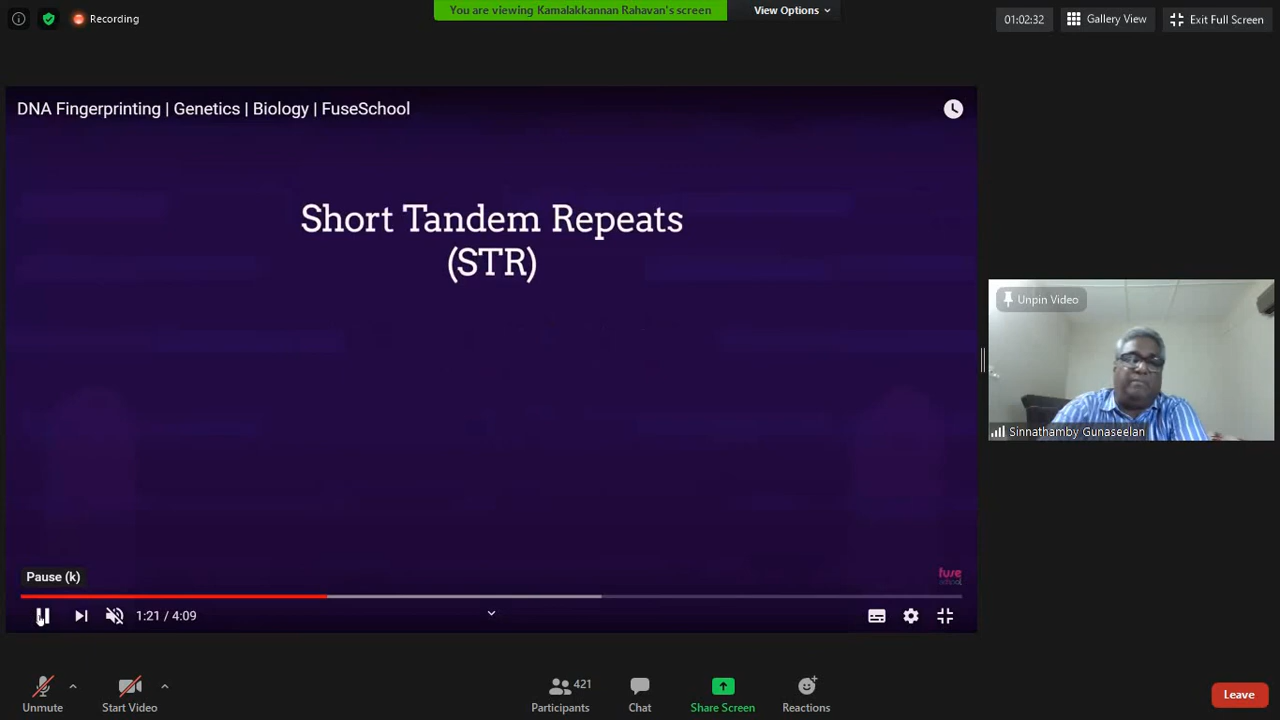 Recording
You are viewing Kamalakkannan Rahavan's screen
View Options
01:02:32
Gallery View
Exit Full Screen
DNA Fingerprinting | Genetics | Biology | FuseSchool
Short Tandem Repeats
(STR)
Unpin Video
Sinnathamby Gunaseelan
fuse
school
Pause (k)
1:21 / 4:09
Unmute
Start Video
421
Participants
Chat
Share Screen
Reactions
Leave